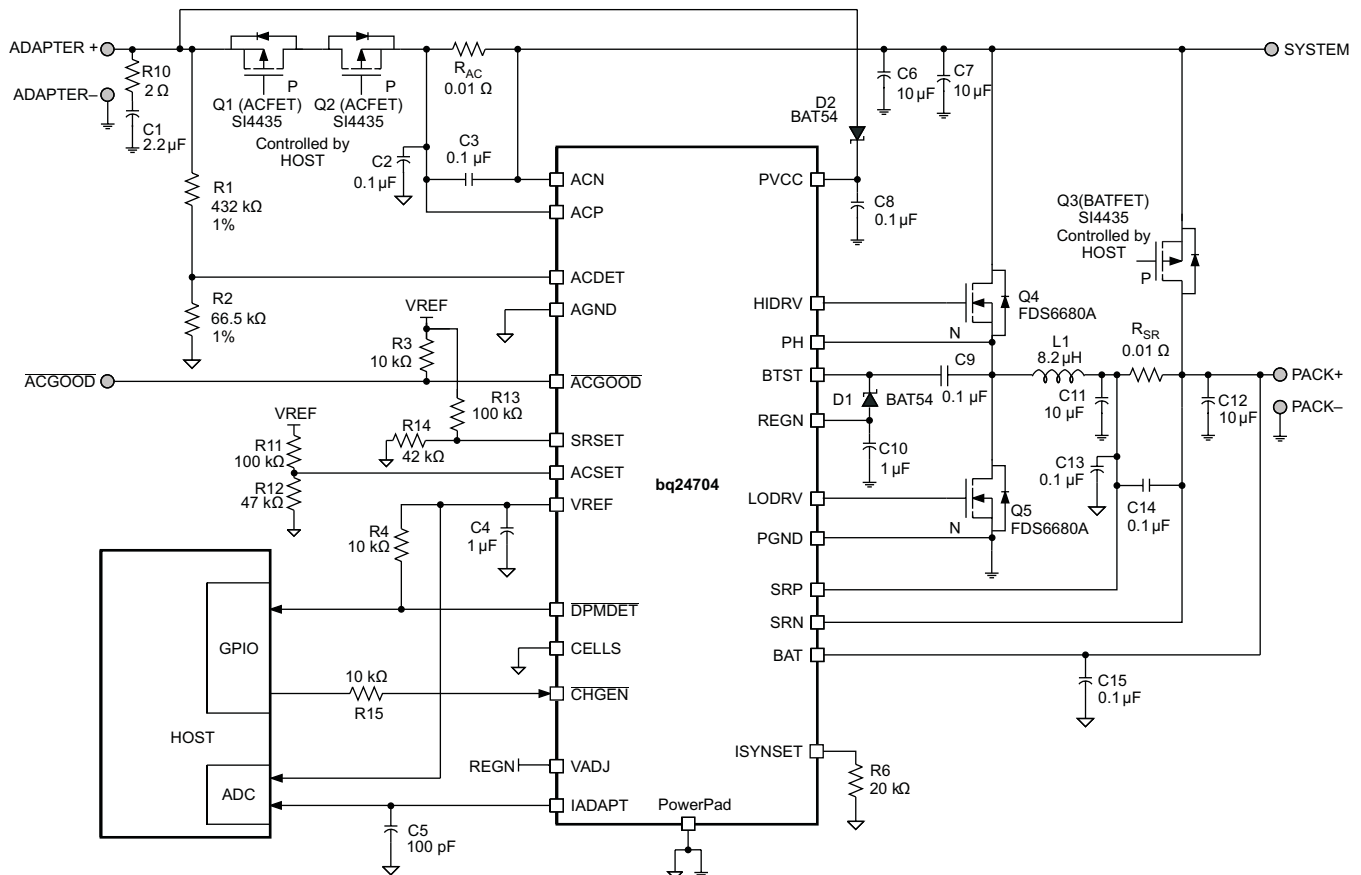 ADAPTER +
ADAPTER–
R10
2 Ω
C1
2.2 µF
P
Q1 (ACFET)
SI4435
P
Q2 (ACFET)
SI4435
Controlled by
HOST
RAC
0.01 Ω
C2
0.1 µF
C3
0.1 µF
R1
432 kΩ
1%
R2
66.5 kΩ
1%
ACGOOD
VREF
R3
10 kΩ
R13
100 kΩ
R14
42 kΩ
VREF
R11
100 kΩ
R12
47 kΩ
R4
10 kΩ
C4
1 µF
GPIO
HOST
ADC
10 kΩ
R15
REGN
C5
100 pF
ACN
ACP
ACDET
AGND
ACGOOD
SRSET
ACSET
VREF
DPMDET
CELLS
CHGEN
VADJ
IADAPT
bq24704
PowerPad
PVCC
HIDRV
PH
BTST
REGN
LODRV
PGND
SRP
SRN
BAT
ISYNSET
D2
BAT54
C8
0.1 µF
C6
10 µF
C7
10 µF
SYSTEM
Q3(BATFET)
SI4435
Controlled by
HOST
P
N
Q4
FDS6680A
L1
8.2 µH
RSR
0.01 Ω
C9
0.1 µF
D1
BAT54
C10
1 µF
C11
10 µF
C12
10 µF
PACK+
PACK–
C13
0.1 µF
C14
0.1 µF
N
Q5
FDS6680A
C15
0.1 µF
R6
20 kΩ